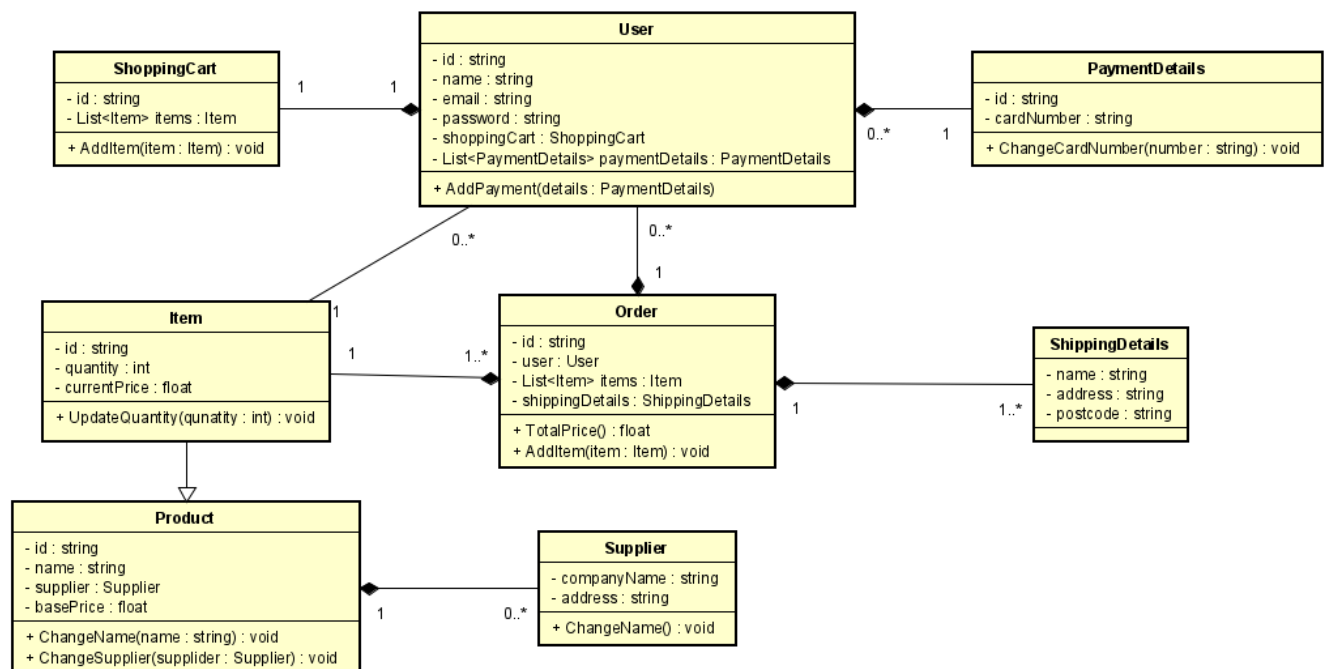 User
- id : string
- name : string
- email : string
- password : string
- shoppingCart : ShoppingCart
- List<PaymentDetails> paymentDetails : PaymentDetails
+ AddPayment(details : PaymentDetails)
ShoppingCart
- id : string
- List<Item> items : Item
+ AddItem(item : Item) : void
1
1
PaymentDetails
- id : string
- cardNumber : string
+ ChangeCardNumber(number : string) : void
0..*
1
0..*
1
0..*
1
Item
- id : string
- quantity : int
- currentPrice : float
+ UpdateQuantity(qunatity : int) : void
1
1..*
Order
- id : string
- user : User
- List<Item> items : Item
- shippingDetails : ShippingDetails
+ TotalPrice() : float
+ AddItem(item : Item) : void
1
1..*
ShippingDetails
- name : string
- address : string
- postcode : string
Product
- id : string
- name : string
- supplier : Supplier
- basePrice : float
+ ChangeName(name : string) : void
+ ChangeSupplier(supplider : Supplier) : void
1
0..*
Supplier
- companyName : string
- address : string
+ ChangeName() : void